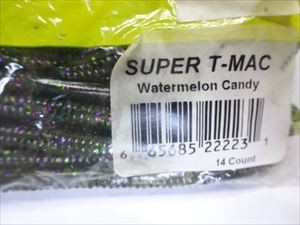 SUPER T-MAC
Watermelon Candy
6 65685 22223 1
14 Count